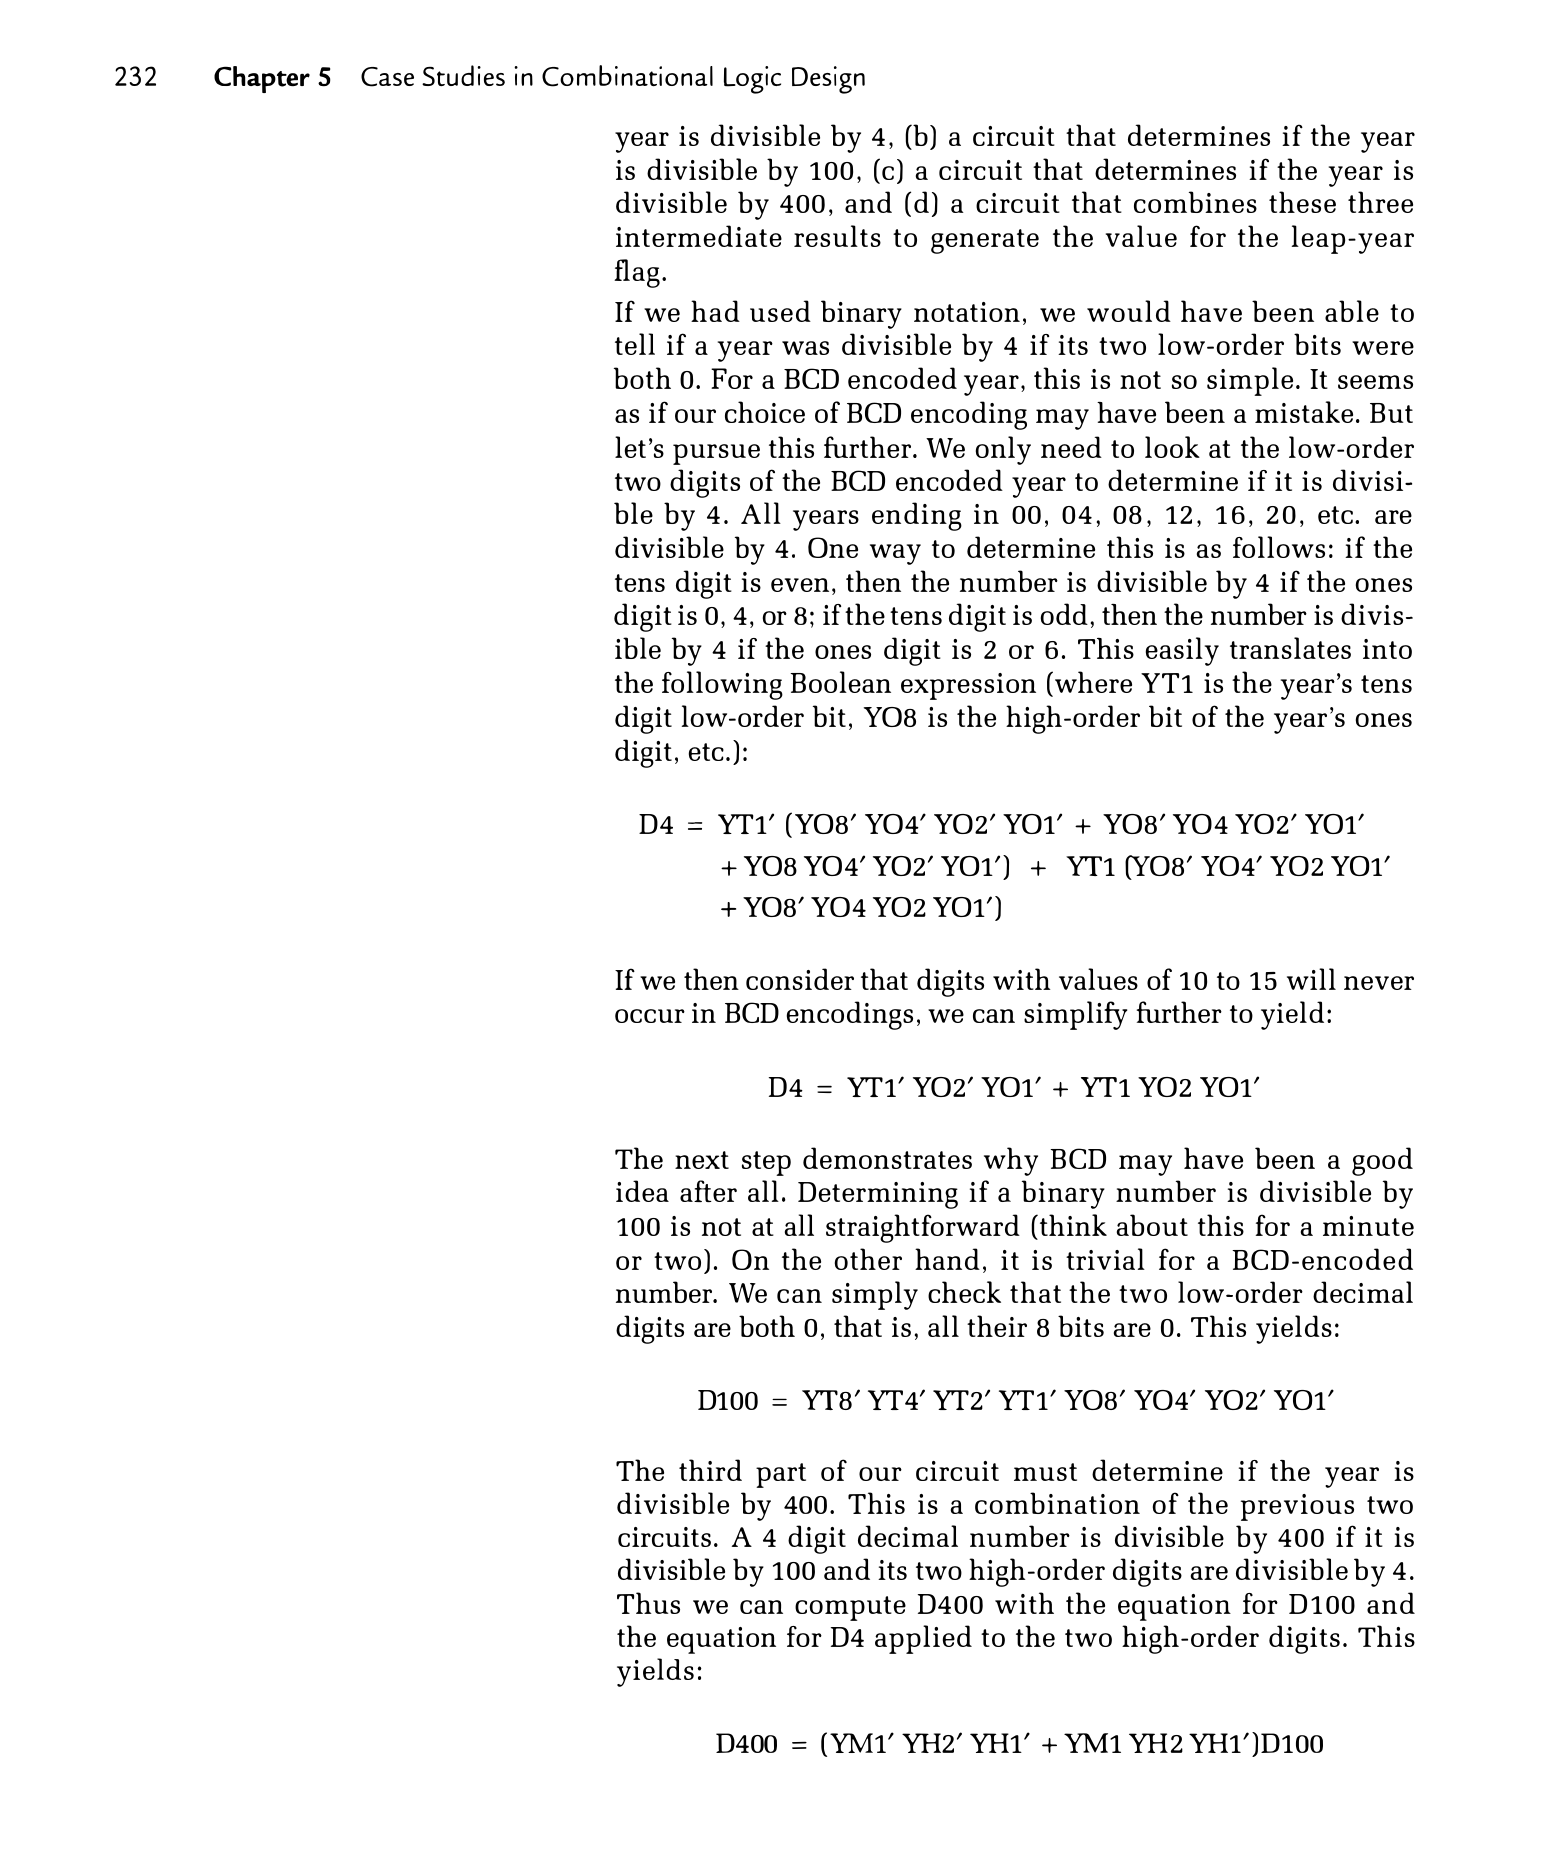 232 Chapter 5 Case Studies in Combinational Logic Design
year is divisible by 4, (b) a circuit that determines if the year
is divisible by 100, (c) a circuit that determines if the year is
divisible by 400, and (d) a circuit that combines these three
intermediate results to generate the value for the leap-year
flag.
If we had used binary notation, we would have been able to
tell if a year was divisible by 4 if its two low-order bits were
both 0. For a BCD encoded year, this is not so simple. It seems
as if our choice of BCD encoding may have been a mistake. But
let's pursue this further. We only need to look at the low-order
two digits of the BCD encoded year to determine if it is divisi-
ble by 4. All years ending in 00, 04, 08, 12, 16, 20, etc. are
divisible by 4. One way to determine this is as follows: if the
tens digit is even, then the number is divisible by 4 if the ones
digit is 0, 4, or 8; if the tens digit is odd, then the number is divis-
ible by 4 if the ones digit is 2 or 6. This easily translates into
the following Boolean expression (where YT1 is the year's tens
digit low-order bit, YO8 is the high-order bit of the year's ones
digit, etc.):
D4 = YT1′ (YO8′ YO4′ YO2′ YO1′ + YO8′ YO4 YO2′ YO1′
+ YO8 YO4′ YO2′ YO1′) + YT1 (YO8′ YO4′ YO2 YO1′
+ YO8′ YO4 YO2 YO1′)
If we then consider that digits with values of 10 to 15 will never
occur in BCD encodings, we can simplify further to yield:
D4 = YT1′ YO2′ YO1′ + YT1 YO2 YO1′
The next step demonstrates why BCD may have been a good
idea after all. Determining if a binary number is divisible by
100 is not at all straightforward (think about this for a minute
or two). On the other hand, it is trivial for a BCD-encoded
number. We can simply check that the two low-order decimal
digits are both 0, that is, all their 8 bits are 0. This yields:
D100 = YT8′ YT4′ YT2′ YT1′ YO8′ YO4′ YO2′ YO1′
The third part of our circuit must determine if the year is
divisible by 400. This is a combination of the previous two
circuits. A 4 digit decimal number is divisible by 400 if it is
divisible by 100 and its two high-order digits are divisible by 4.
Thus we can compute D400 with the equation for D100 and
the equation for D4 applied to the two high-order digits. This
yields:
D400 = (YM1′ YH2′ YH1′ + YM1 YH2 YH1′)D100